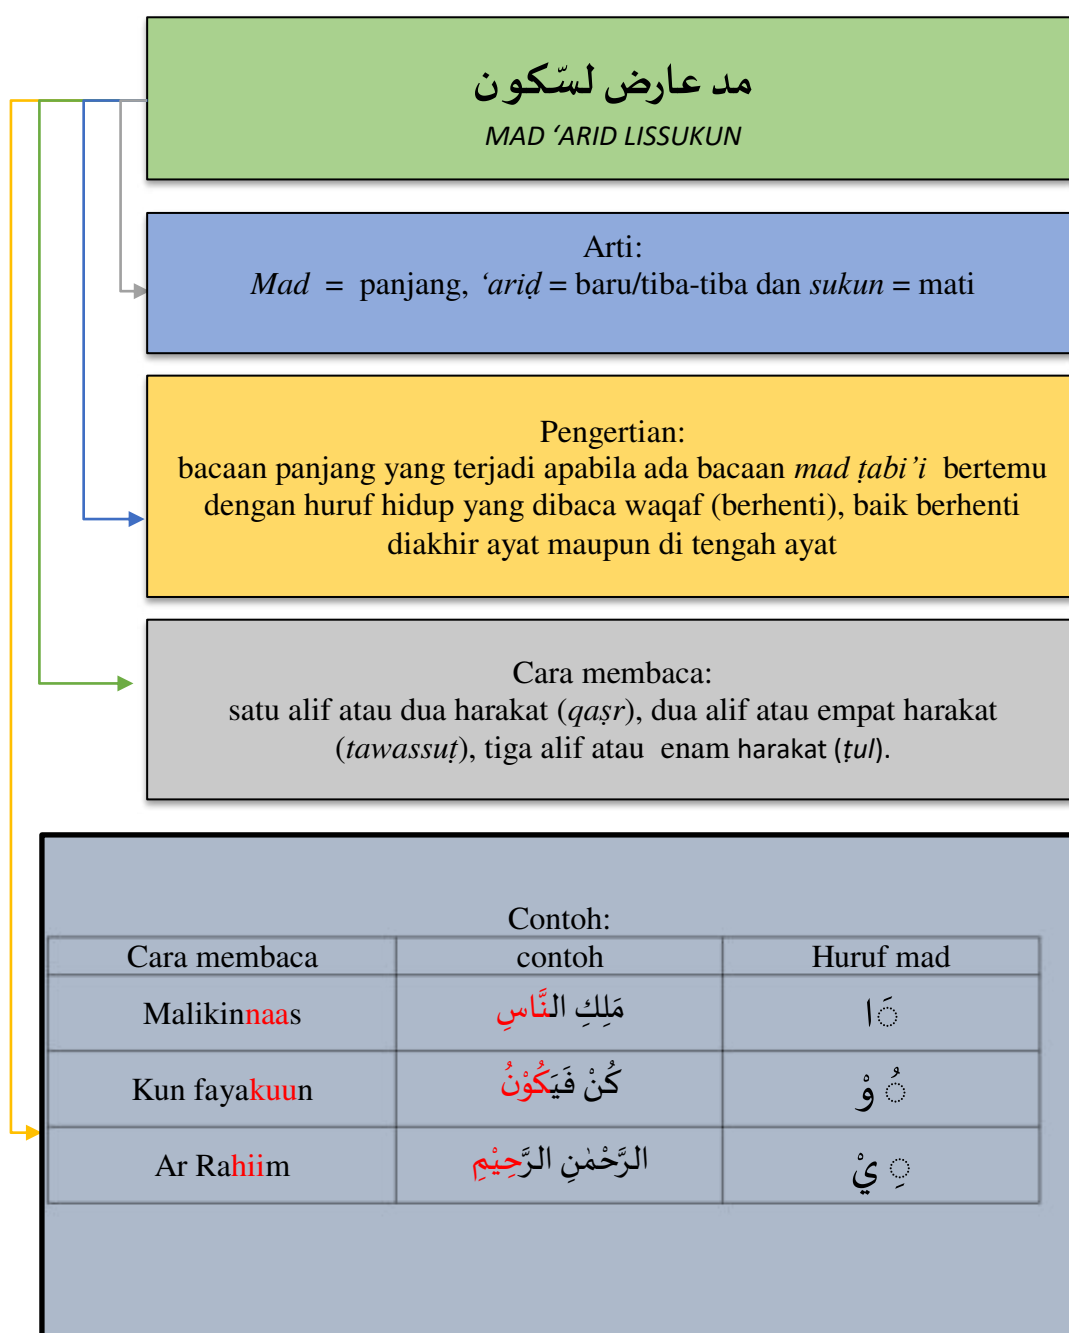 مد عارض لسّكون
MAD ‘ARID LISSUKUN
Arti:
Mad = panjang, ‘ariḍ = baru/tiba-tiba dan sukun = mati
Pengertian:
bacaan panjang yang terjadi apabila ada bacaan mad ṭabi’i bertemu
dengan huruf hidup yang dibaca waqaf (berhenti), baik berhenti
diakhir ayat maupun di tengah ayat
Cara membaca:
satu alif atau dua harakat (qaṣr), dua alif atau empat harakat
(tawassuṭ), tiga alif atau enam harakat (ṭul).
Contoh:
Cara membaca contoh Huruf mad
Malikinnaas مَلِكِ النَّاسِ ◌َا
Kun fayakuun كُنْ فَيَكُوْنُ ◌ُ وْ
Ar Rahiim الرَّحْمٰنِ الرَّحِيْمِ ◌ِ يْ